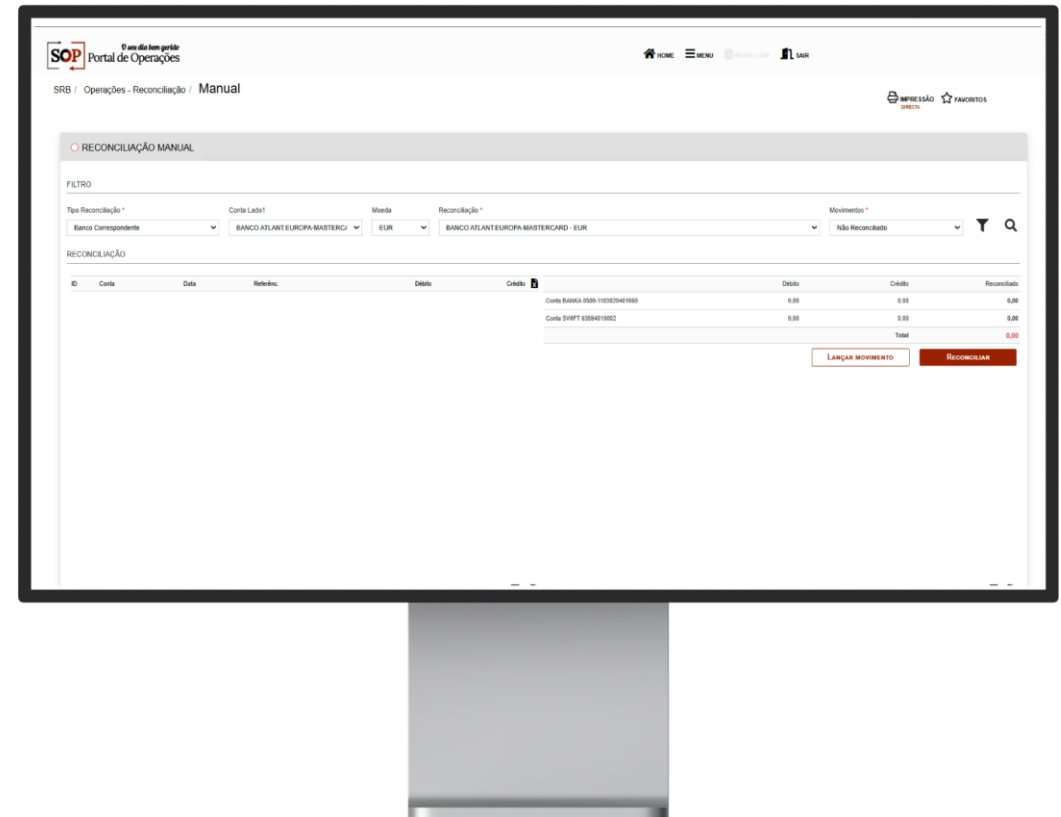 O seu dia bem gerido
SOP Portal de Operações
HOME MENU SAIR
SRB / Operações - Reconciliação / Manual
IMPRESSÃO DIRECTA FAVORITOS
RECONCILIAÇÃO MANUAL
FILTRO
Tipo Reconciliação * Conta Lado1 Moeda Reconciliação * Movimentos *
Banco Correspondente BANCO ATLANT.EUROPA-MASTERC/ EUR BANCO ATLANT.EUROPA-MASTERCARD - EUR Não Reconciliado
RECONCILIAÇÃO
ID Conta Data Referênc. Débito Crédito Débito Crédito Reconciliado
Conta BANKA 0500-1103020401060 0,00 0,00 0,00
Conta SWIFT 63594010002 0,00 0,00 0,00
Total 0,00
LANÇAR MOVIMENTO RECONCILIAR